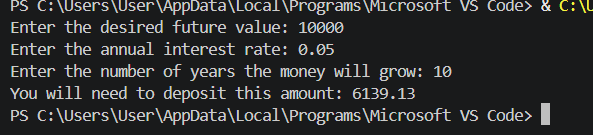 PS C:\Users\User\AppData\Local\Programs\Microsoft VS Code> & C:\U
Enter the desired future value: 10000
Enter the annual interest rate: 0.05
Enter the number of years the money will grow: 10
You will need to deposit this amount: 6139.13
PS C:\Users\User\AppData\Local\Programs\Microsoft VS Code>